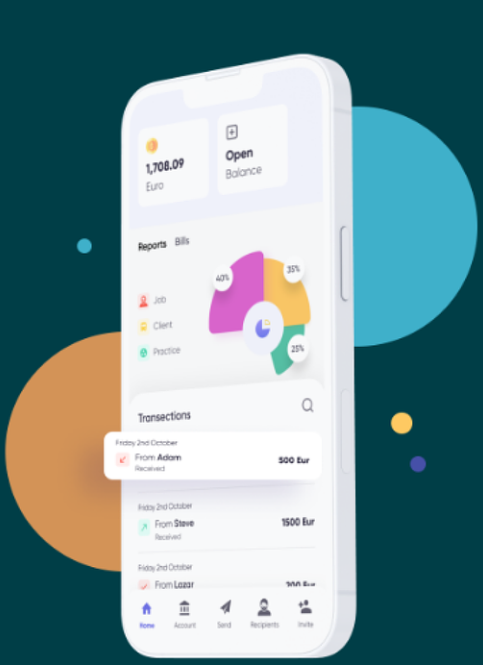 1,708.09
Euro
Open
Balance
Reports Bills
40%
35%
Job
Client
Practice
25%
Transactions
Friday 2nd October
From Adam
500 Eur
Received
Friday 2nd October
From Steve
1500 Eur
Received
Friday 2nd October
From Lazar
200 Eur
Home
Account
Send
Recipients
Invite